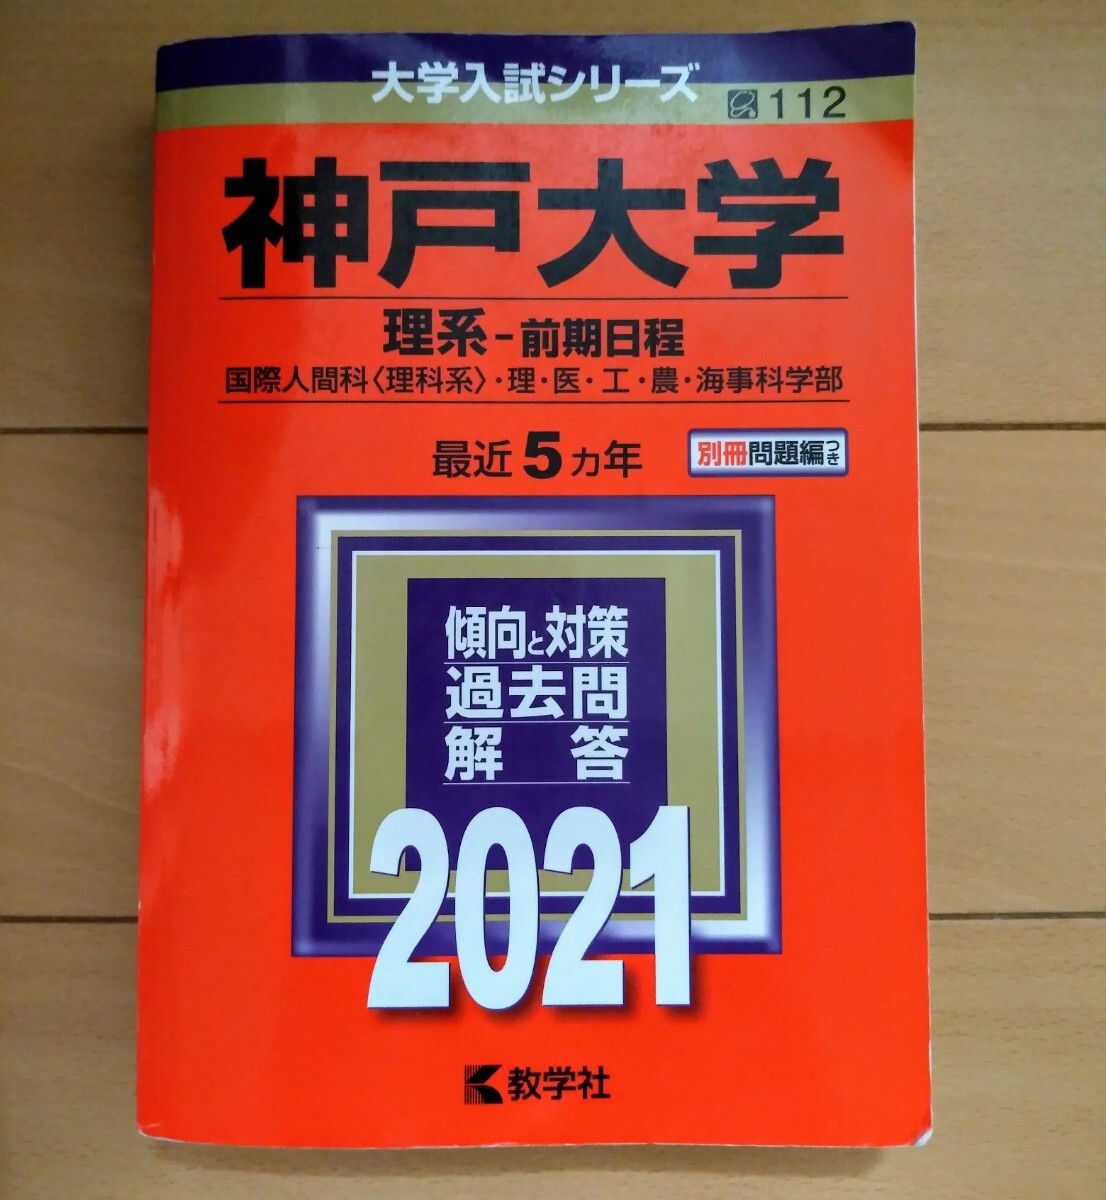 大学入試シリーズ
112
神戸大学
理系-前期日程
国際人間科〈理科系〉・理・医・工・農・海事科学部
最近5ヵ年
別冊問題編つき
傾向と対策
過去問
解答
2021
教学社